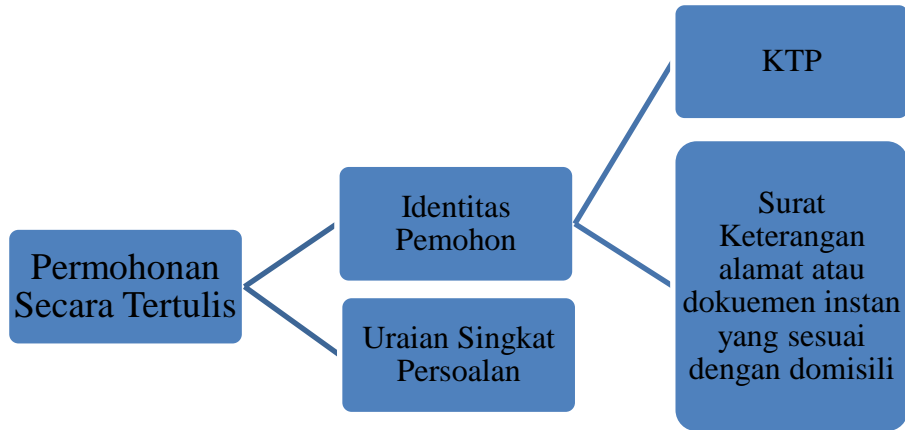 Permohonan
Secara Tertulis
Identitas
Pemohon
Uraian Singkat
Persoalan
KTP
Surat
Keterangan
alamat atau
dokuemen instan
yang sesuai
dengan domisili